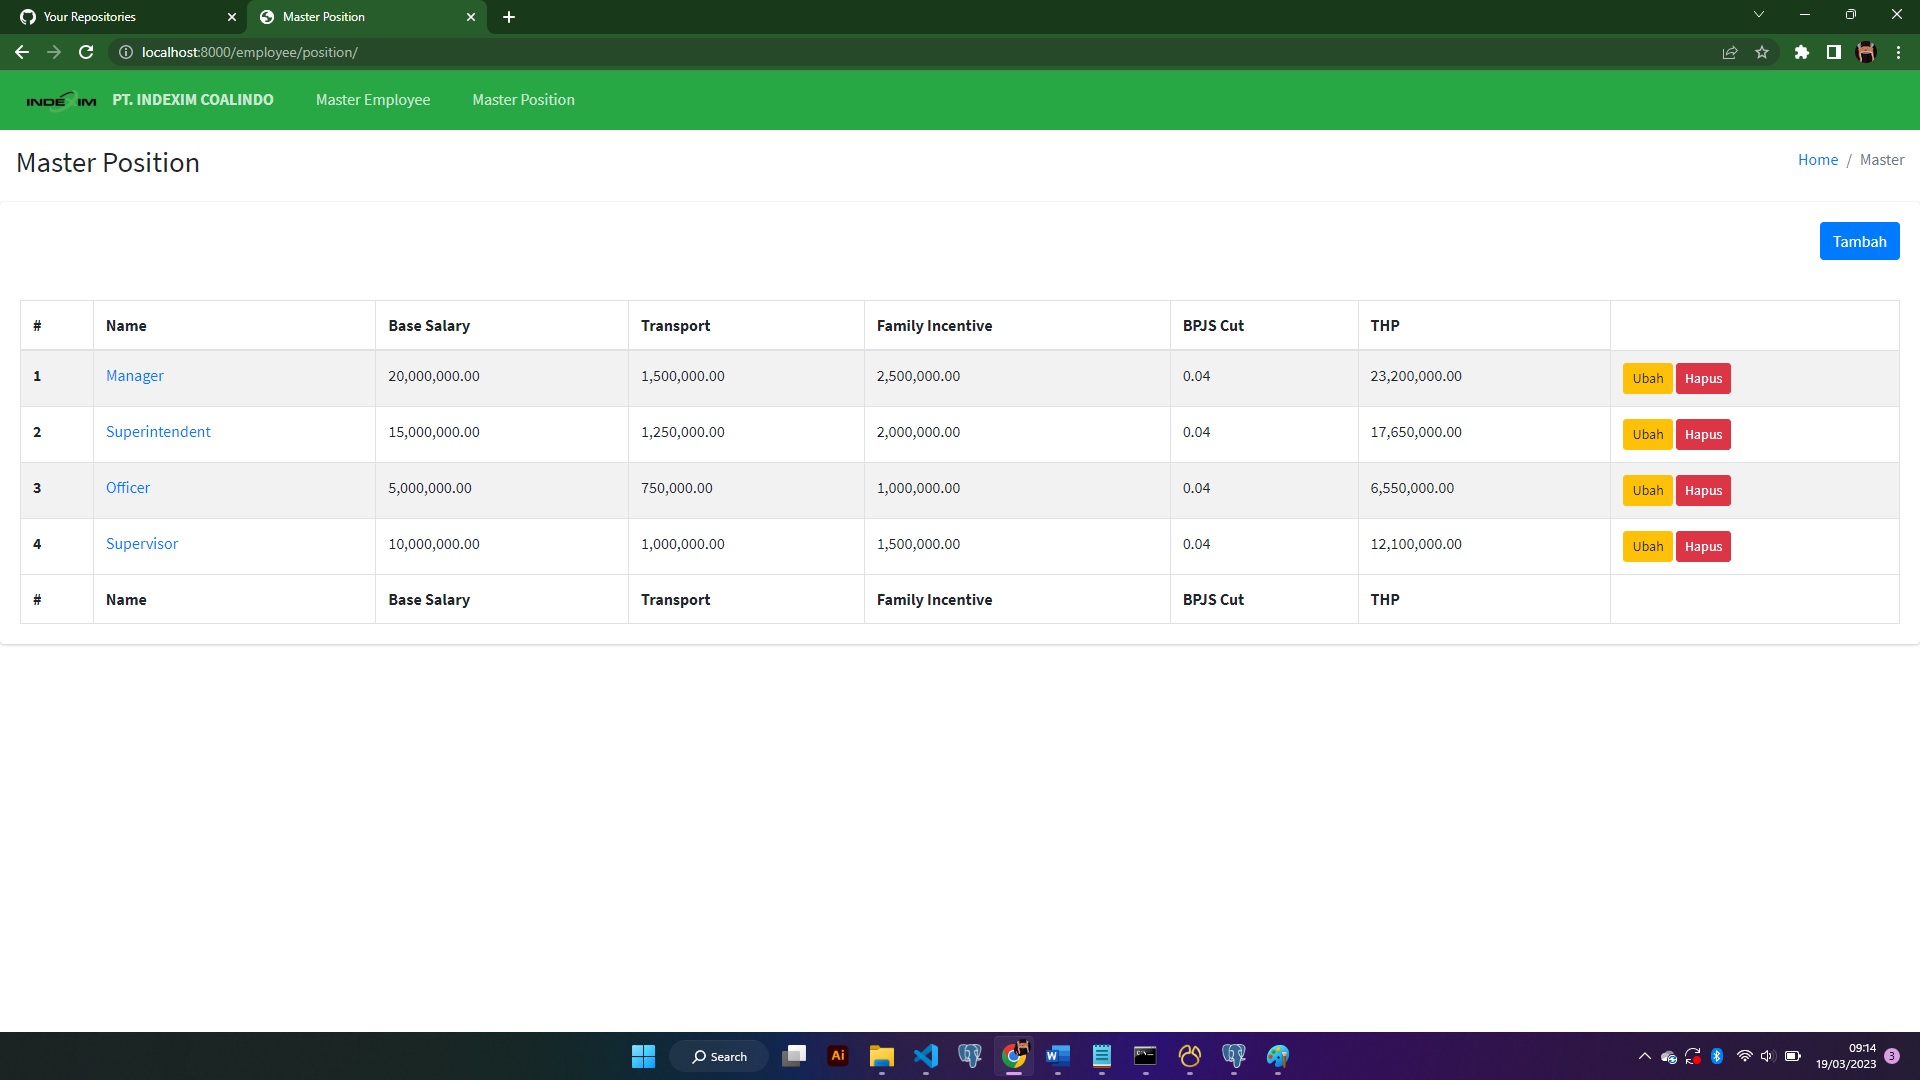 Your Repositories
Master Position
localhost:8000/employee/position/
INDEXIM PT. INDEXIM COALINDO Master Employee Master Position
Master Position
Home / Master
Tambah
# Name Base Salary Transport Family Incentive BPJS Cut THP
1 Manager 20,000,000.00 1,500,000.00 2,500,000.00 0.04 23,200,000.00 Ubah Hapus
2 Superintendent 15,000,000.00 1,250,000.00 2,000,000.00 0.04 17,650,000.00 Ubah Hapus
3 Officer 5,000,000.00 750,000.00 1,000,000.00 0.04 6,550,000.00 Ubah Hapus
4 Supervisor 10,000,000.00 1,000,000.00 1,500,000.00 0.04 12,100,000.00 Ubah Hapus
# Name Base Salary Transport Family Incentive BPJS Cut THP
Search
Ai
W
09:14
19/03/2023
3